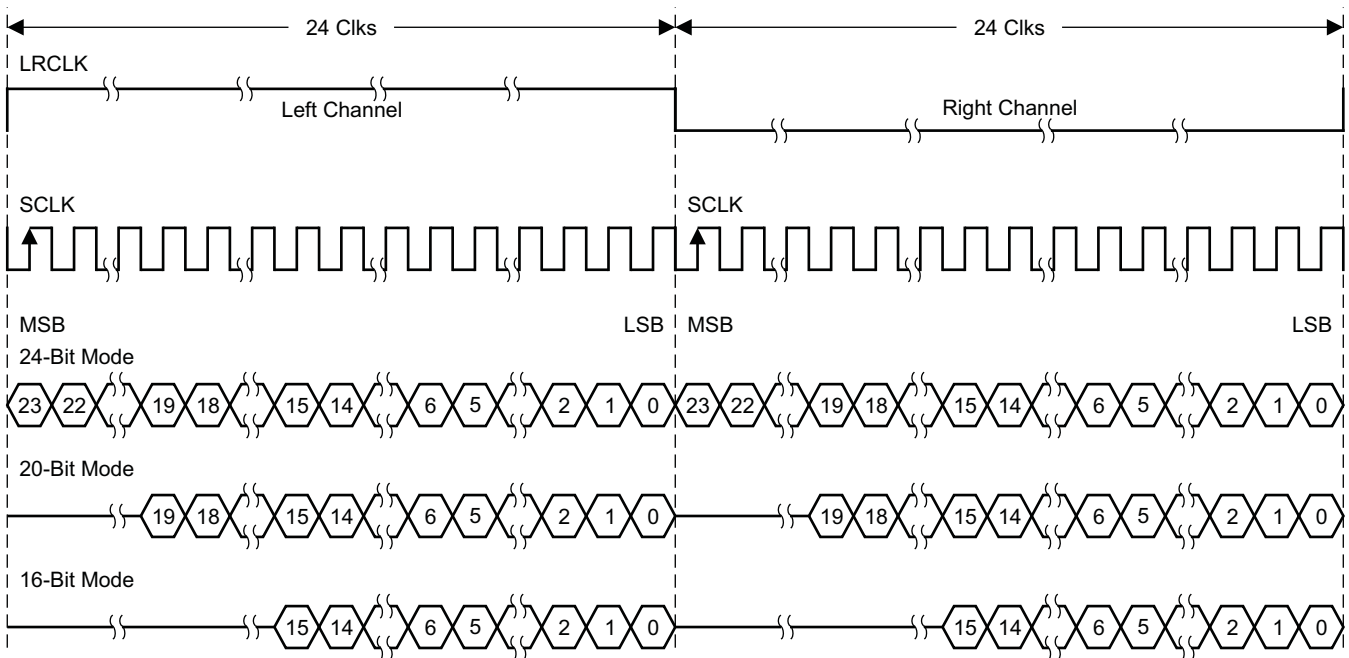 24 Clks 24 Clks
LRCLK
Left Channel Right Channel
SCLK SCLK
MSB LSB MSB LSB
24-Bit Mode
23 22 19 18 15 14 6 5 2 1 0 23 22 19 18 15 14 6 5 2 1 0
20-Bit Mode
19 18 15 14 6 5 2 1 0 19 18 15 14 6 5 2 1 0
16-Bit Mode
15 14 6 5 2 1 0 15 14 6 5 2 1 0